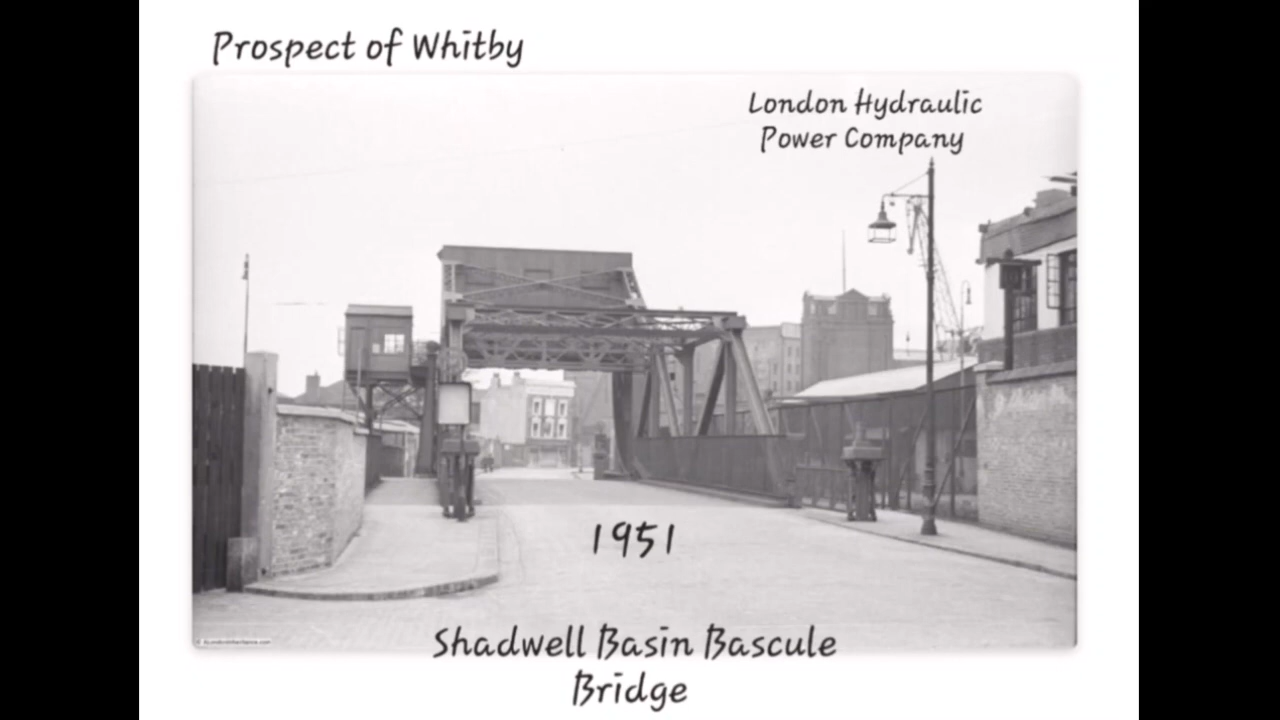 Prospect of Whitby
London Hydraulic
Power Company
1951
Shadwell Basin Bascule
Bridge